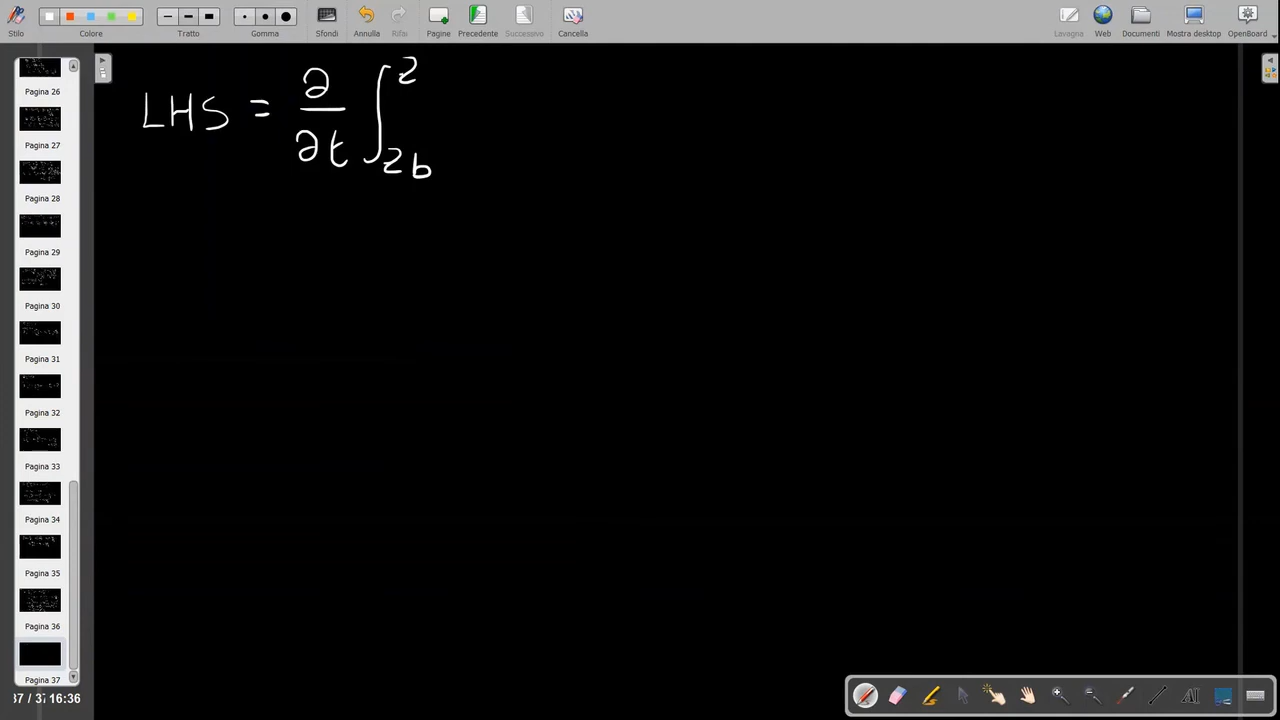 Stilo Colore Tratto Gomma Sfondi Annulla Rifai Pagine Precedente Successivo Cancella Lavagna Web Documenti Mostra desktop OpenBoard
LHS = ∂/∂t ∫_{zb}^{z}
Pagina 26
Pagina 27
Pagina 28
Pagina 29
Pagina 30
Pagina 31
Pagina 32
Pagina 33
Pagina 34
Pagina 35
Pagina 36
Pagina 37
37 / 37 16:36